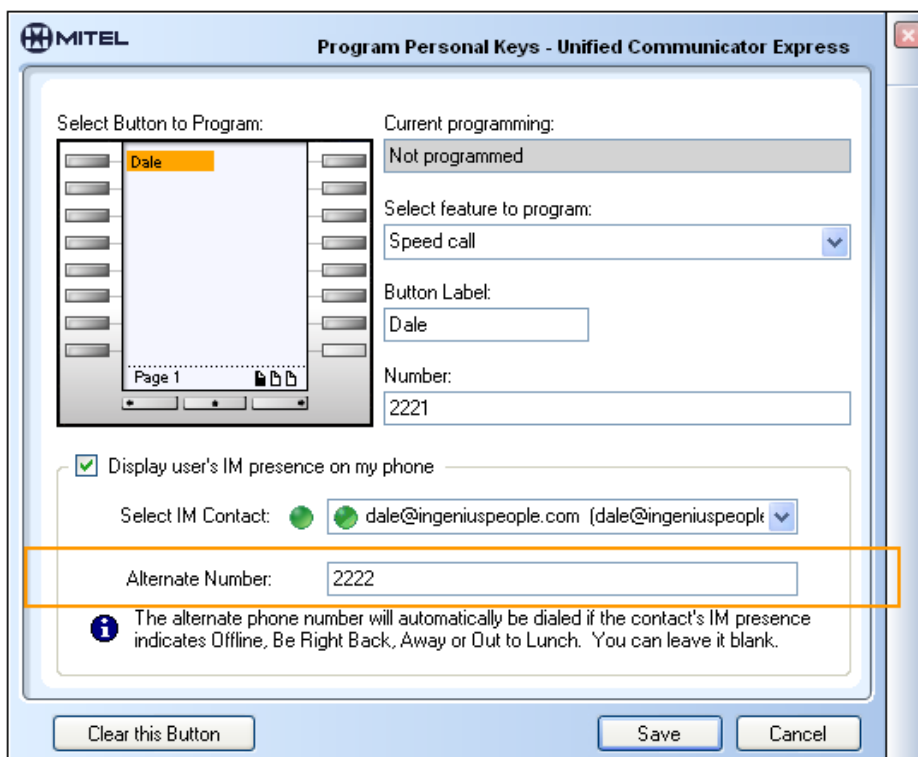 MITEL
Program Personal Keys - Unified Communicator Express
Select Button to Program:
Dale
Page 1
Current programming:
Not programmed
Select feature to program:
Speed call
Button Label:
Dale
Number:
2221
Display user's IM presence on my phone
Select IM Contact:
dale@ingeniuspeople.com (dale@ingeniuspeople
Alternate Number:
2222
The alternate phone number will automatically be dialed if the contact's IM presence
indicates Offline, Be Right Back, Away or Out to Lunch. You can leave it blank.
Clear this Button
Save
Cancel